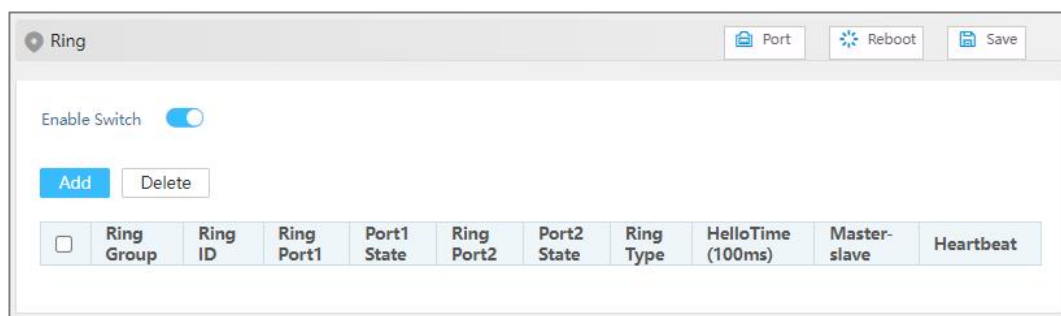 Ring Port Reboot Save
Enable Switch
Add Delete
Ring Group Ring ID Ring Port1 Port1 State Ring Port2 Port2 State Ring Type HelloTime (100ms) Master-slave Heartbeat